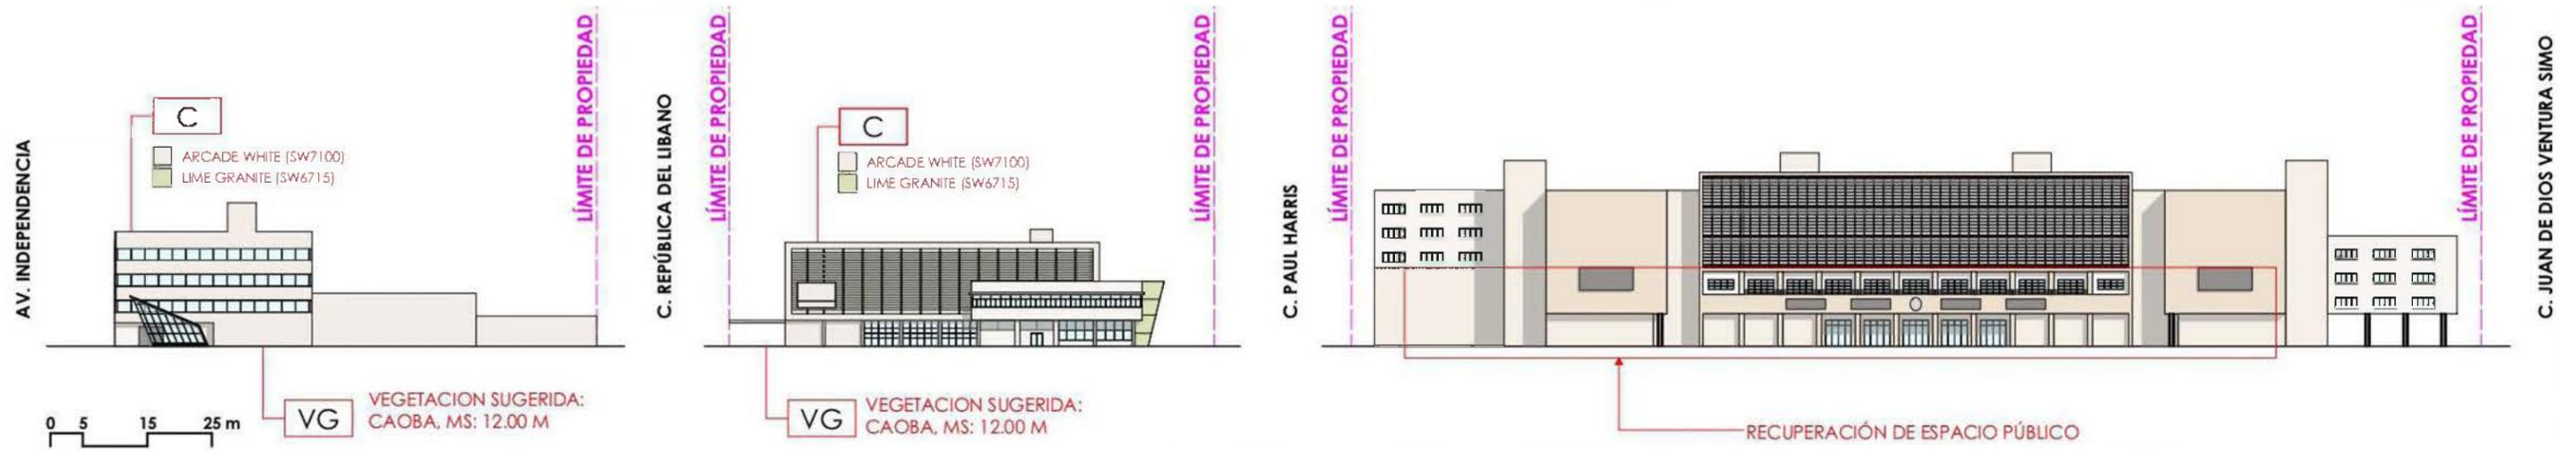 AV. INDEPENDENCIA
C
ARCADE WHITE (SW7100)
LIME GRANITE (SW6715)
LÍMITE DE PROPIEDAD
VG
VEGETACION SUGERIDA:
CAOBA, MS: 12.00 M
0 5 15 25 m
C. REPÚBLICA DEL LIBANO
LÍMITE DE PROPIEDAD
C
ARCADE WHITE (SW7100)
LIME GRANITE (SW6715)
LÍMITE DE PROPIEDAD
VG
VEGETACION SUGERIDA:
CAOBA, MS: 12.00 M
C. PAUL HARRIS
LÍMITE DE PROPIEDAD
RECUPERACIÓN DE ESPACIO PÚBLICO
LÍMITE DE PROPIEDAD
C. JUAN DE DIOS VENTURA SIMO